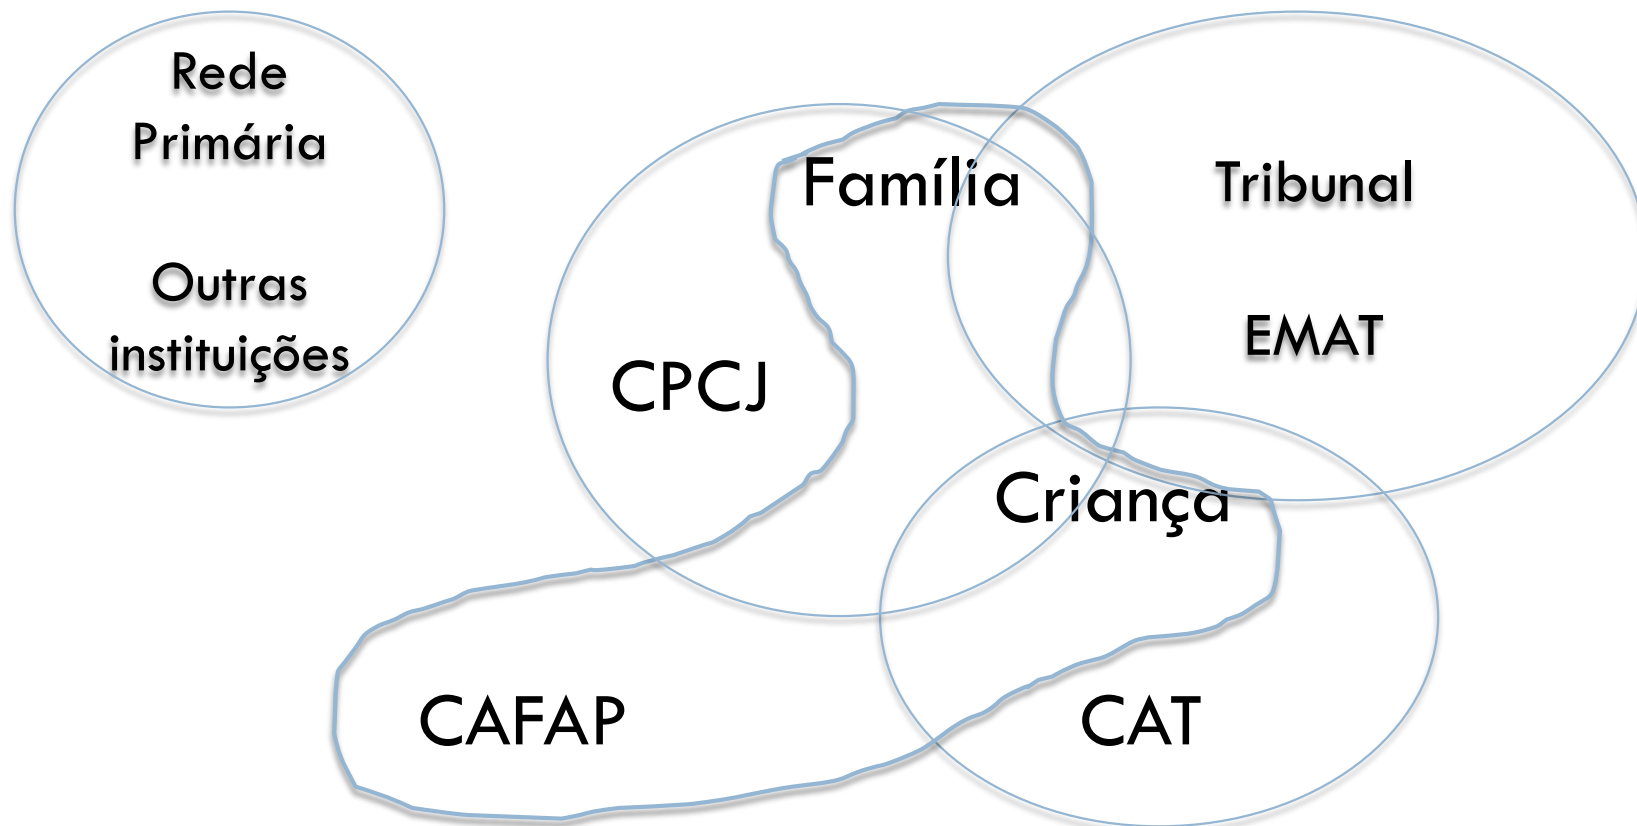 Rede
Primária
Outras
instituições
Família
Tribunal
EMAT
CPCJ
Criança
CAFAP
CAT